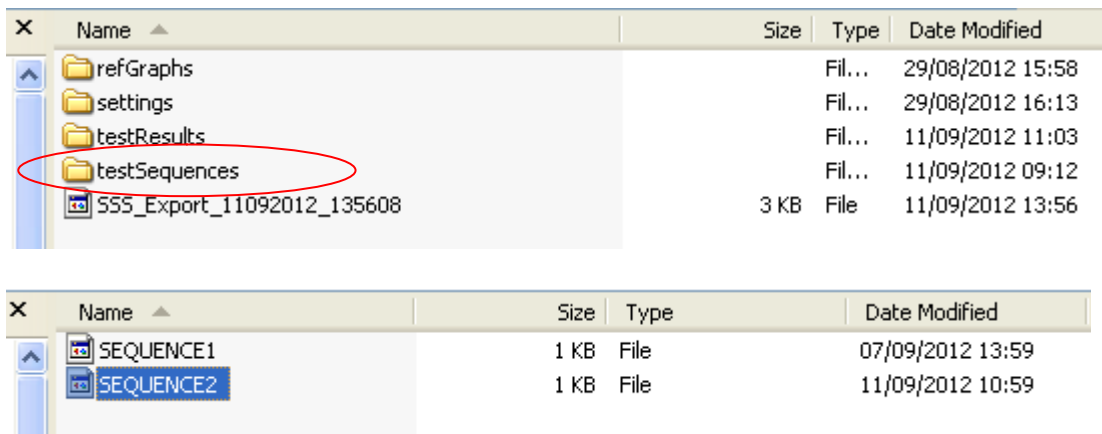 Name Size Type Date Modified
refGraphs Fil... 29/08/2012 15:58
settings Fil... 29/08/2012 16:13
testResults Fil... 11/09/2012 11:03
testSequences Fil... 11/09/2012 09:12
SSS_Export_11092012_135608 3 KB File 11/09/2012 13:56
Name Size Type Date Modified
SEQUENCE1 1 KB File 07/09/2012 13:59
SEQUENCE2 1 KB File 11/09/2012 10:59